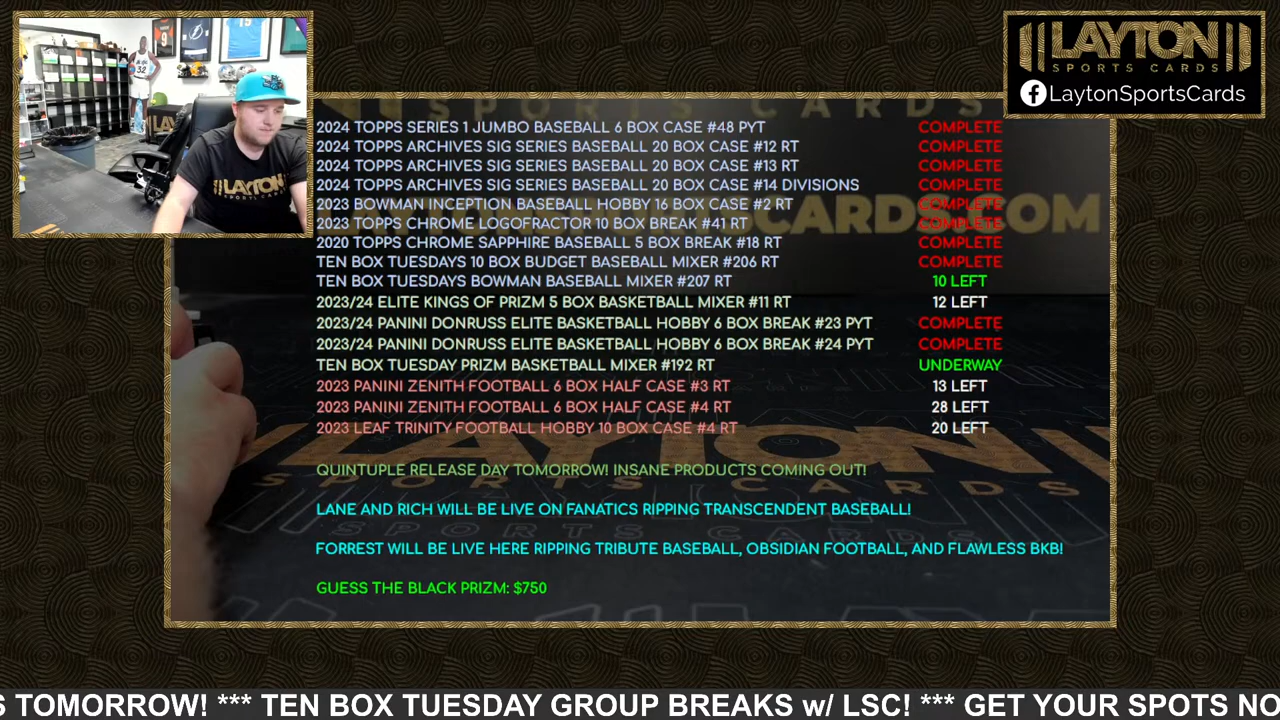 LAYTON
SPORTS CARDS
LaytonSportsCards
2024 TOPPS SERIES 1 JUMBO BASEBALL 6 BOX CASE #48 PYT COMPLETE
2024 TOPPS ARCHIVES SIG SERIES BASEBALL 20 BOX CASE #12 RT COMPLETE
2024 TOPPS ARCHIVES SIG SERIES BASEBALL 20 BOX CASE #13 RT COMPLETE
2024 TOPPS ARCHIVES SIG SERIES BASEBALL 20 BOX CASE #14 DIVISIONS COMPLETE
2023 BOWMAN INCEPTION BASEBALL HOBBY 16 BOX CASE #2 RT COMPLETE
2023 TOPPS CHROME LOGOFRACTOR 10 BOX BREAK #41 RT COMPLETE
2020 TOPPS CHROME SAPPHIRE BASEBALL 5 BOX BREAK #18 RT COMPLETE
TEN BOX TUESDAYS 10 BOX BUDGET BASEBALL MIXER #206 RT COMPLETE
TEN BOX TUESDAYS BOWMAN BASEBALL MIXER #207 RT 10 LEFT
2023/24 ELITE KINGS OF PRIZM 5 BOX BASKETBALL MIXER #11 RT 12 LEFT
2023/24 PANINI DONRUSS ELITE BASKETBALL HOBBY 6 BOX BREAK #23 PYT COMPLETE
2023/24 PANINI DONRUSS ELITE BASKETBALL HOBBY 6 BOX BREAK #24 PYT COMPLETE
TEN BOX TUESDAY PRIZM BASKETBALL MIXER #192 RT UNDERWAY
2023 PANINI ZENITH FOOTBALL 6 BOX HALF CASE #3 RT 13 LEFT
2023 PANINI ZENITH FOOTBALL 6 BOX HALF CASE #4 RT 28 LEFT
2023 LEAF TRINITY FOOTBALL HOBBY 10 BOX CASE #4 RT 20 LEFT
QUINTUPLE RELEASE DAY TOMORROW! INSANE PRODUCTS COMING OUT!
LANE AND RICH WILL BE LIVE ON FANATICS RIPPING TRANSCENDENT BASEBALL!
FORREST WILL BE LIVE HERE RIPPING TRIBUTE BASEBALL, OBSIDIAN FOOTBALL, AND FLAWLESS BKB!
GUESS THE BLACK PRIZM: $750
S TOMORROW! *** TEN BOX TUESDAY GROUP BREAKS w/ LSC! *** GET YOUR SPOTS NO